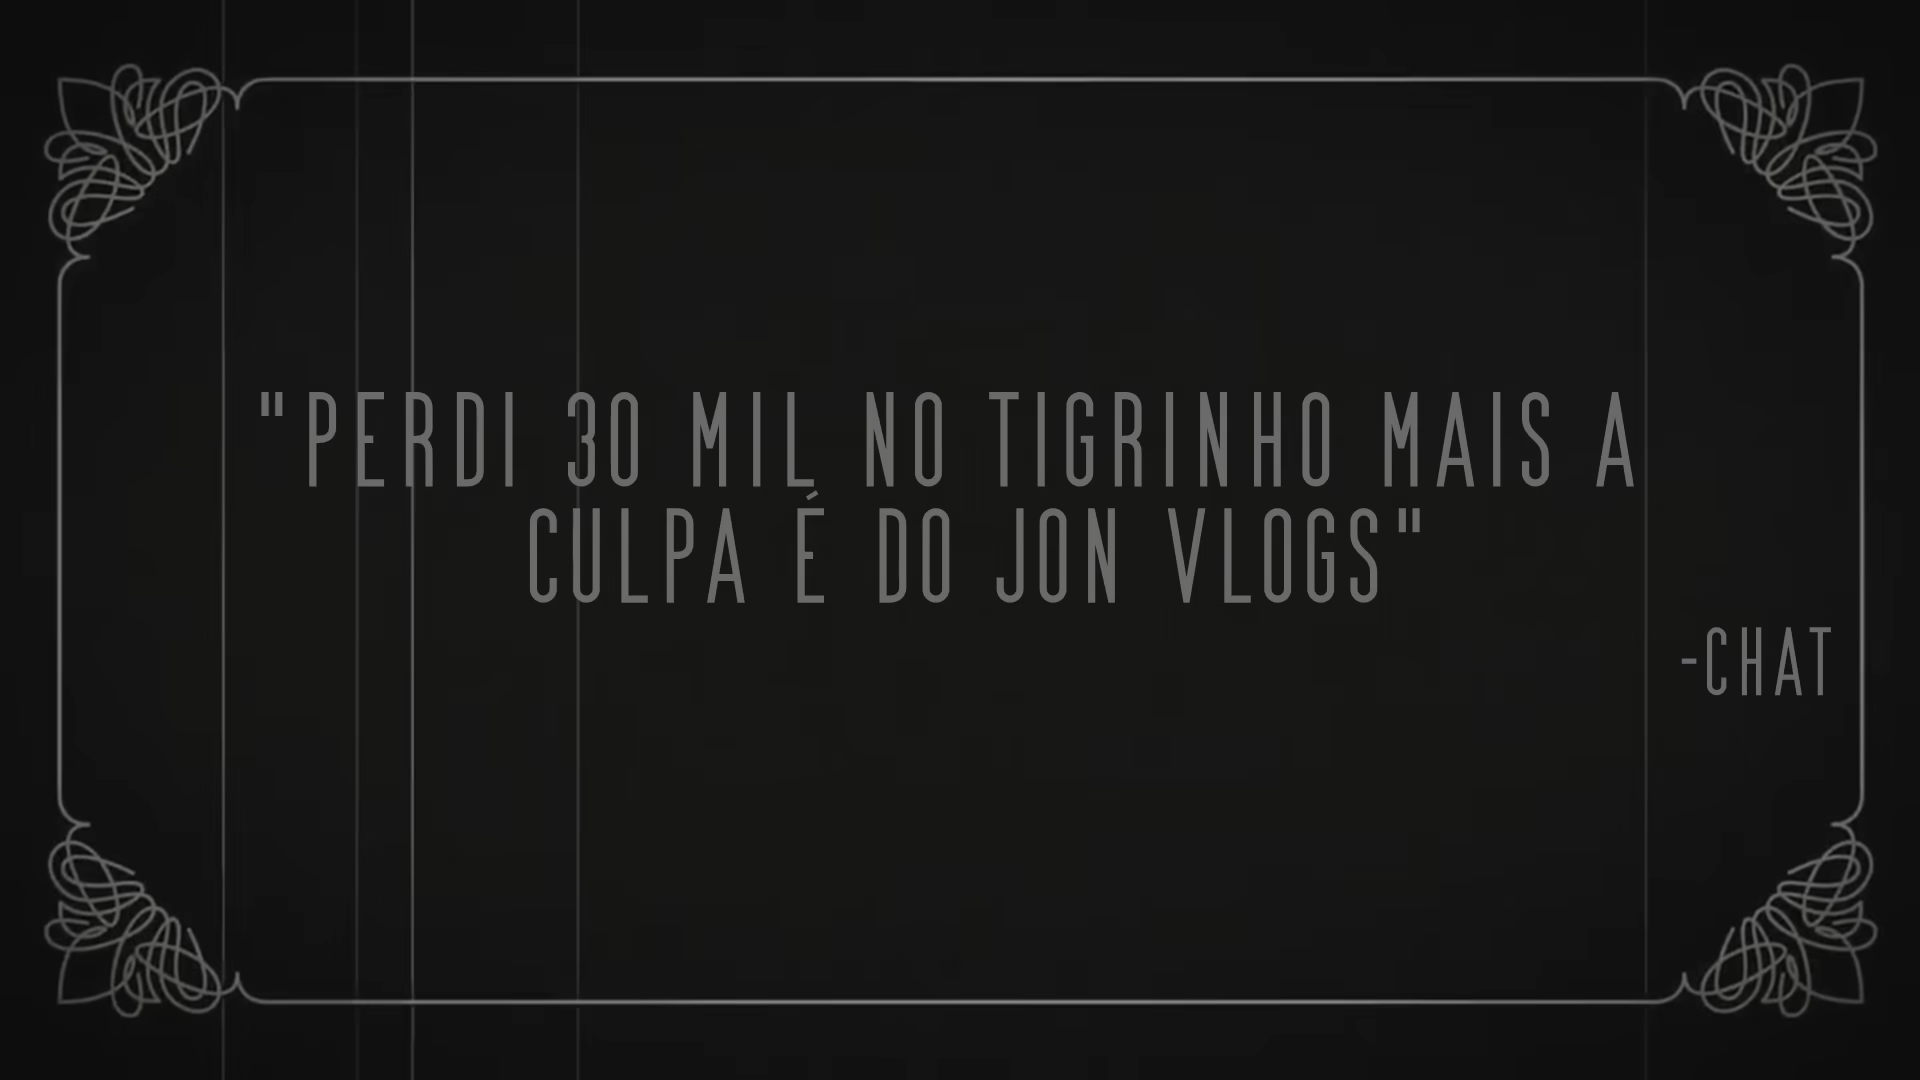 "PERDI 30 MIL NO TIGRINHO MAIS A
CULPA É DO JON VLOGS"
-CHAT